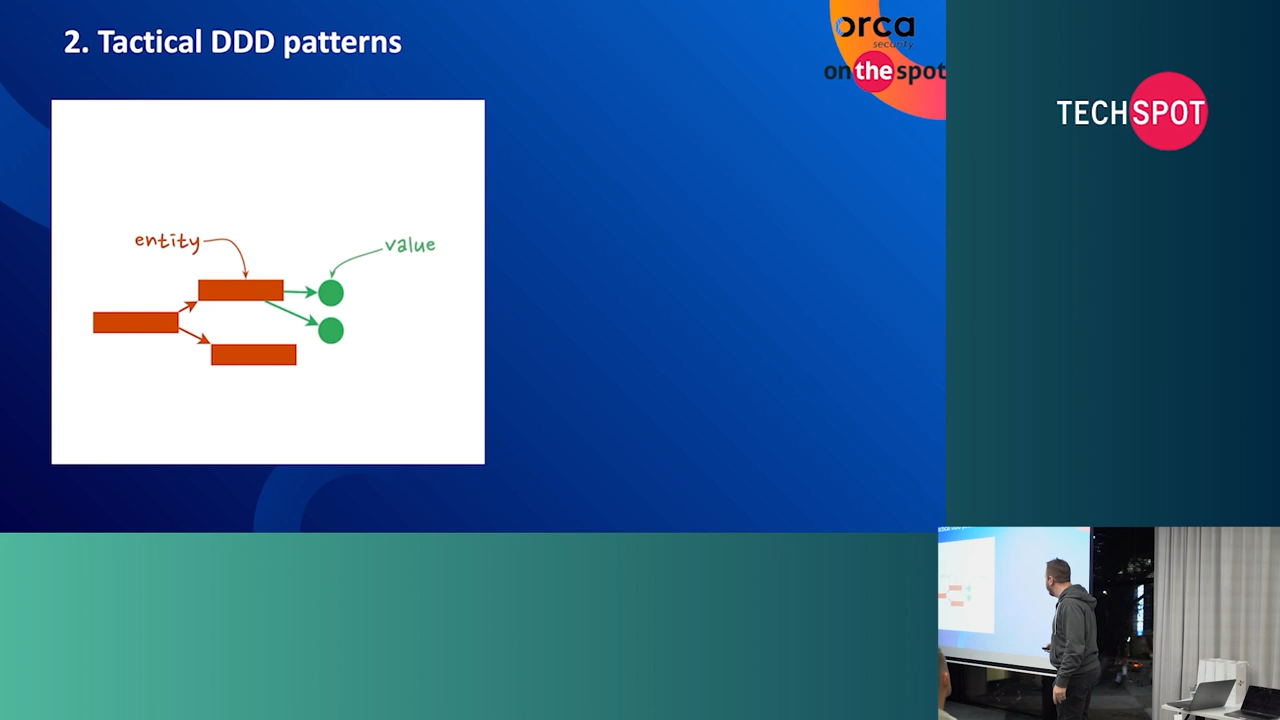 2. Tactical DDD patterns
orca
security
on the spot
TECHSPOT
entity
value